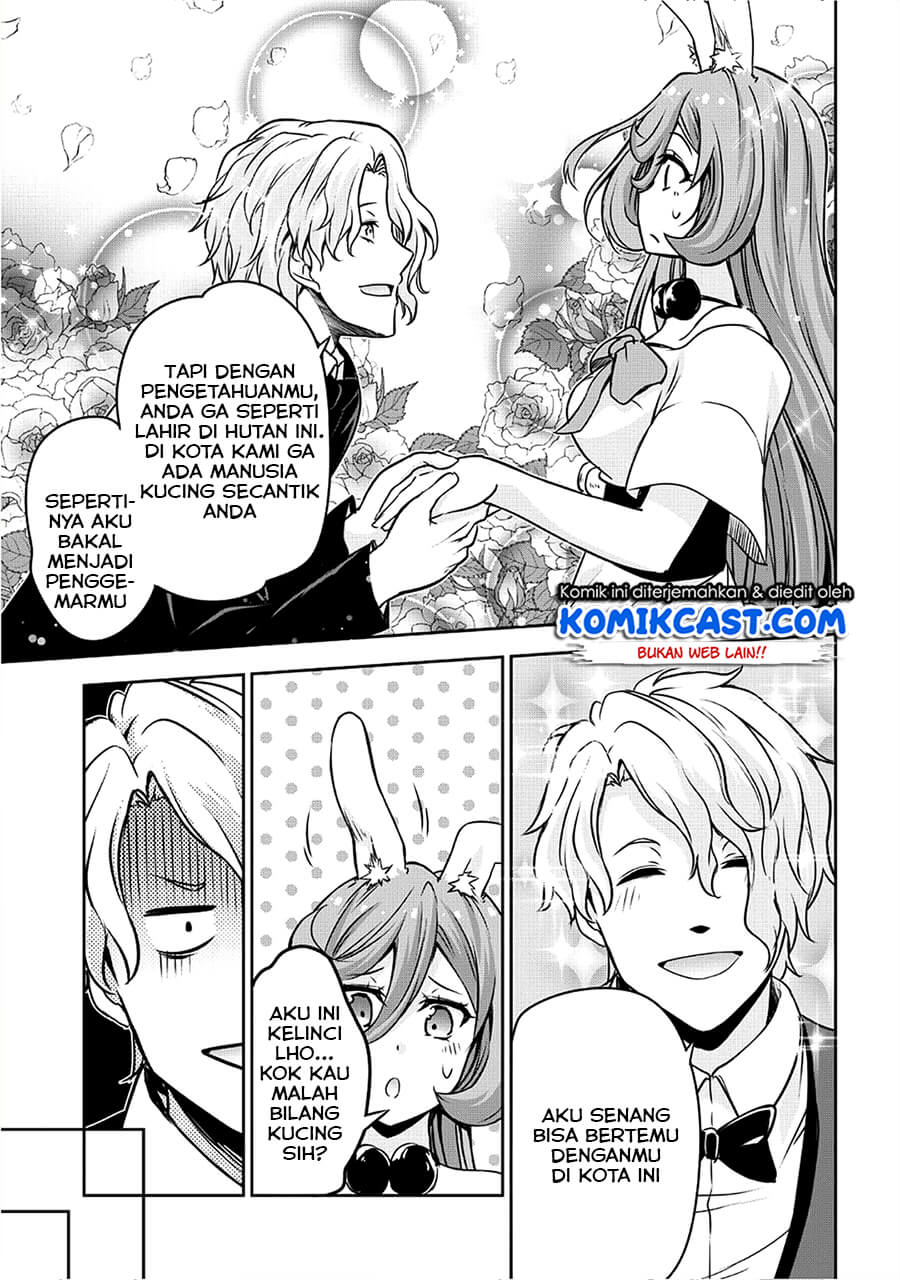 TAPI DENGAN
PENGETAHUANMU,
ANDA GA SEPERTI
LAHIR DI HUTAN INI.
DI KOTA KAMI GA
ADA MANUSIA
KUCING SECANTIK
ANDA
SEPERTI-
NYA AKU
BAKAL
MENJADI
PENGGE-
MARMU
Komik ini diterjemahkan & diedit oleh
KOMIKCAST.COM
BUKAN WEB LAIN!!
AKU SENANG
BISA BERTEMU
DENGANMU
DI KOTA INI
AKU INI
KELINCI
LHO...
KOK KAU
MALAH
BILANG
KUCING
SIH?